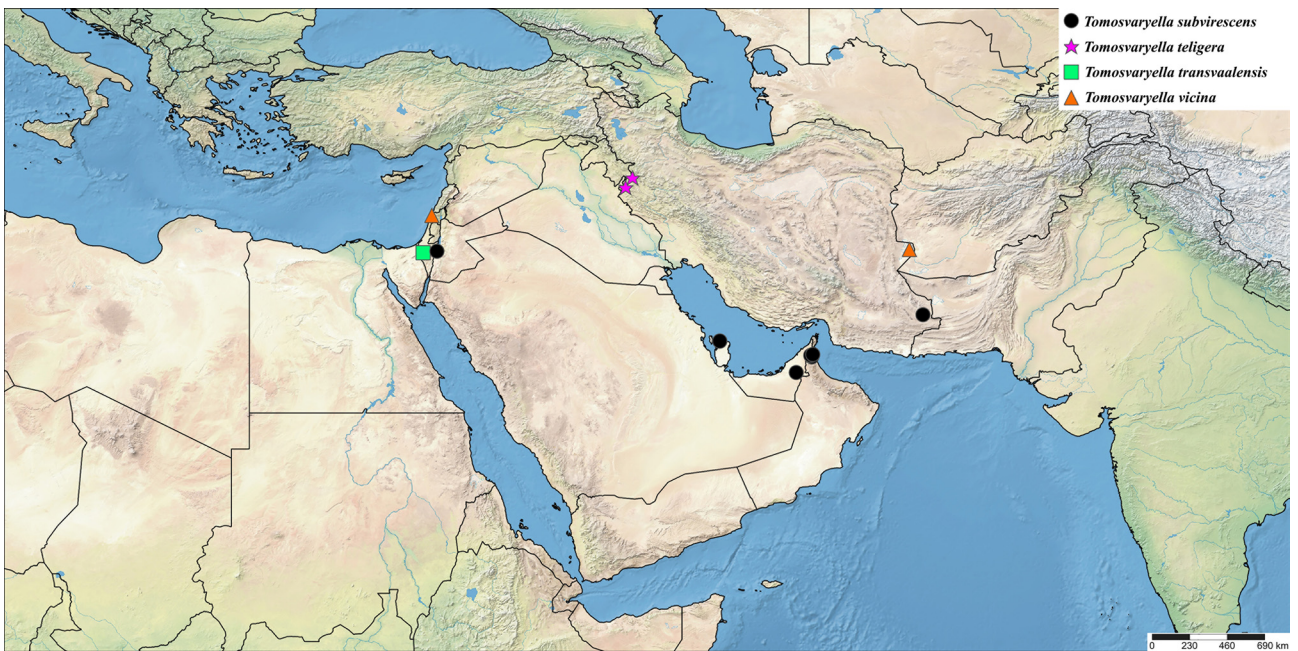 Tomosvaryella subvirescens
Tomosvaryella teligera
Tomosvaryella transvaalensis
Tomosvaryella vicina
0 230 460 690 km